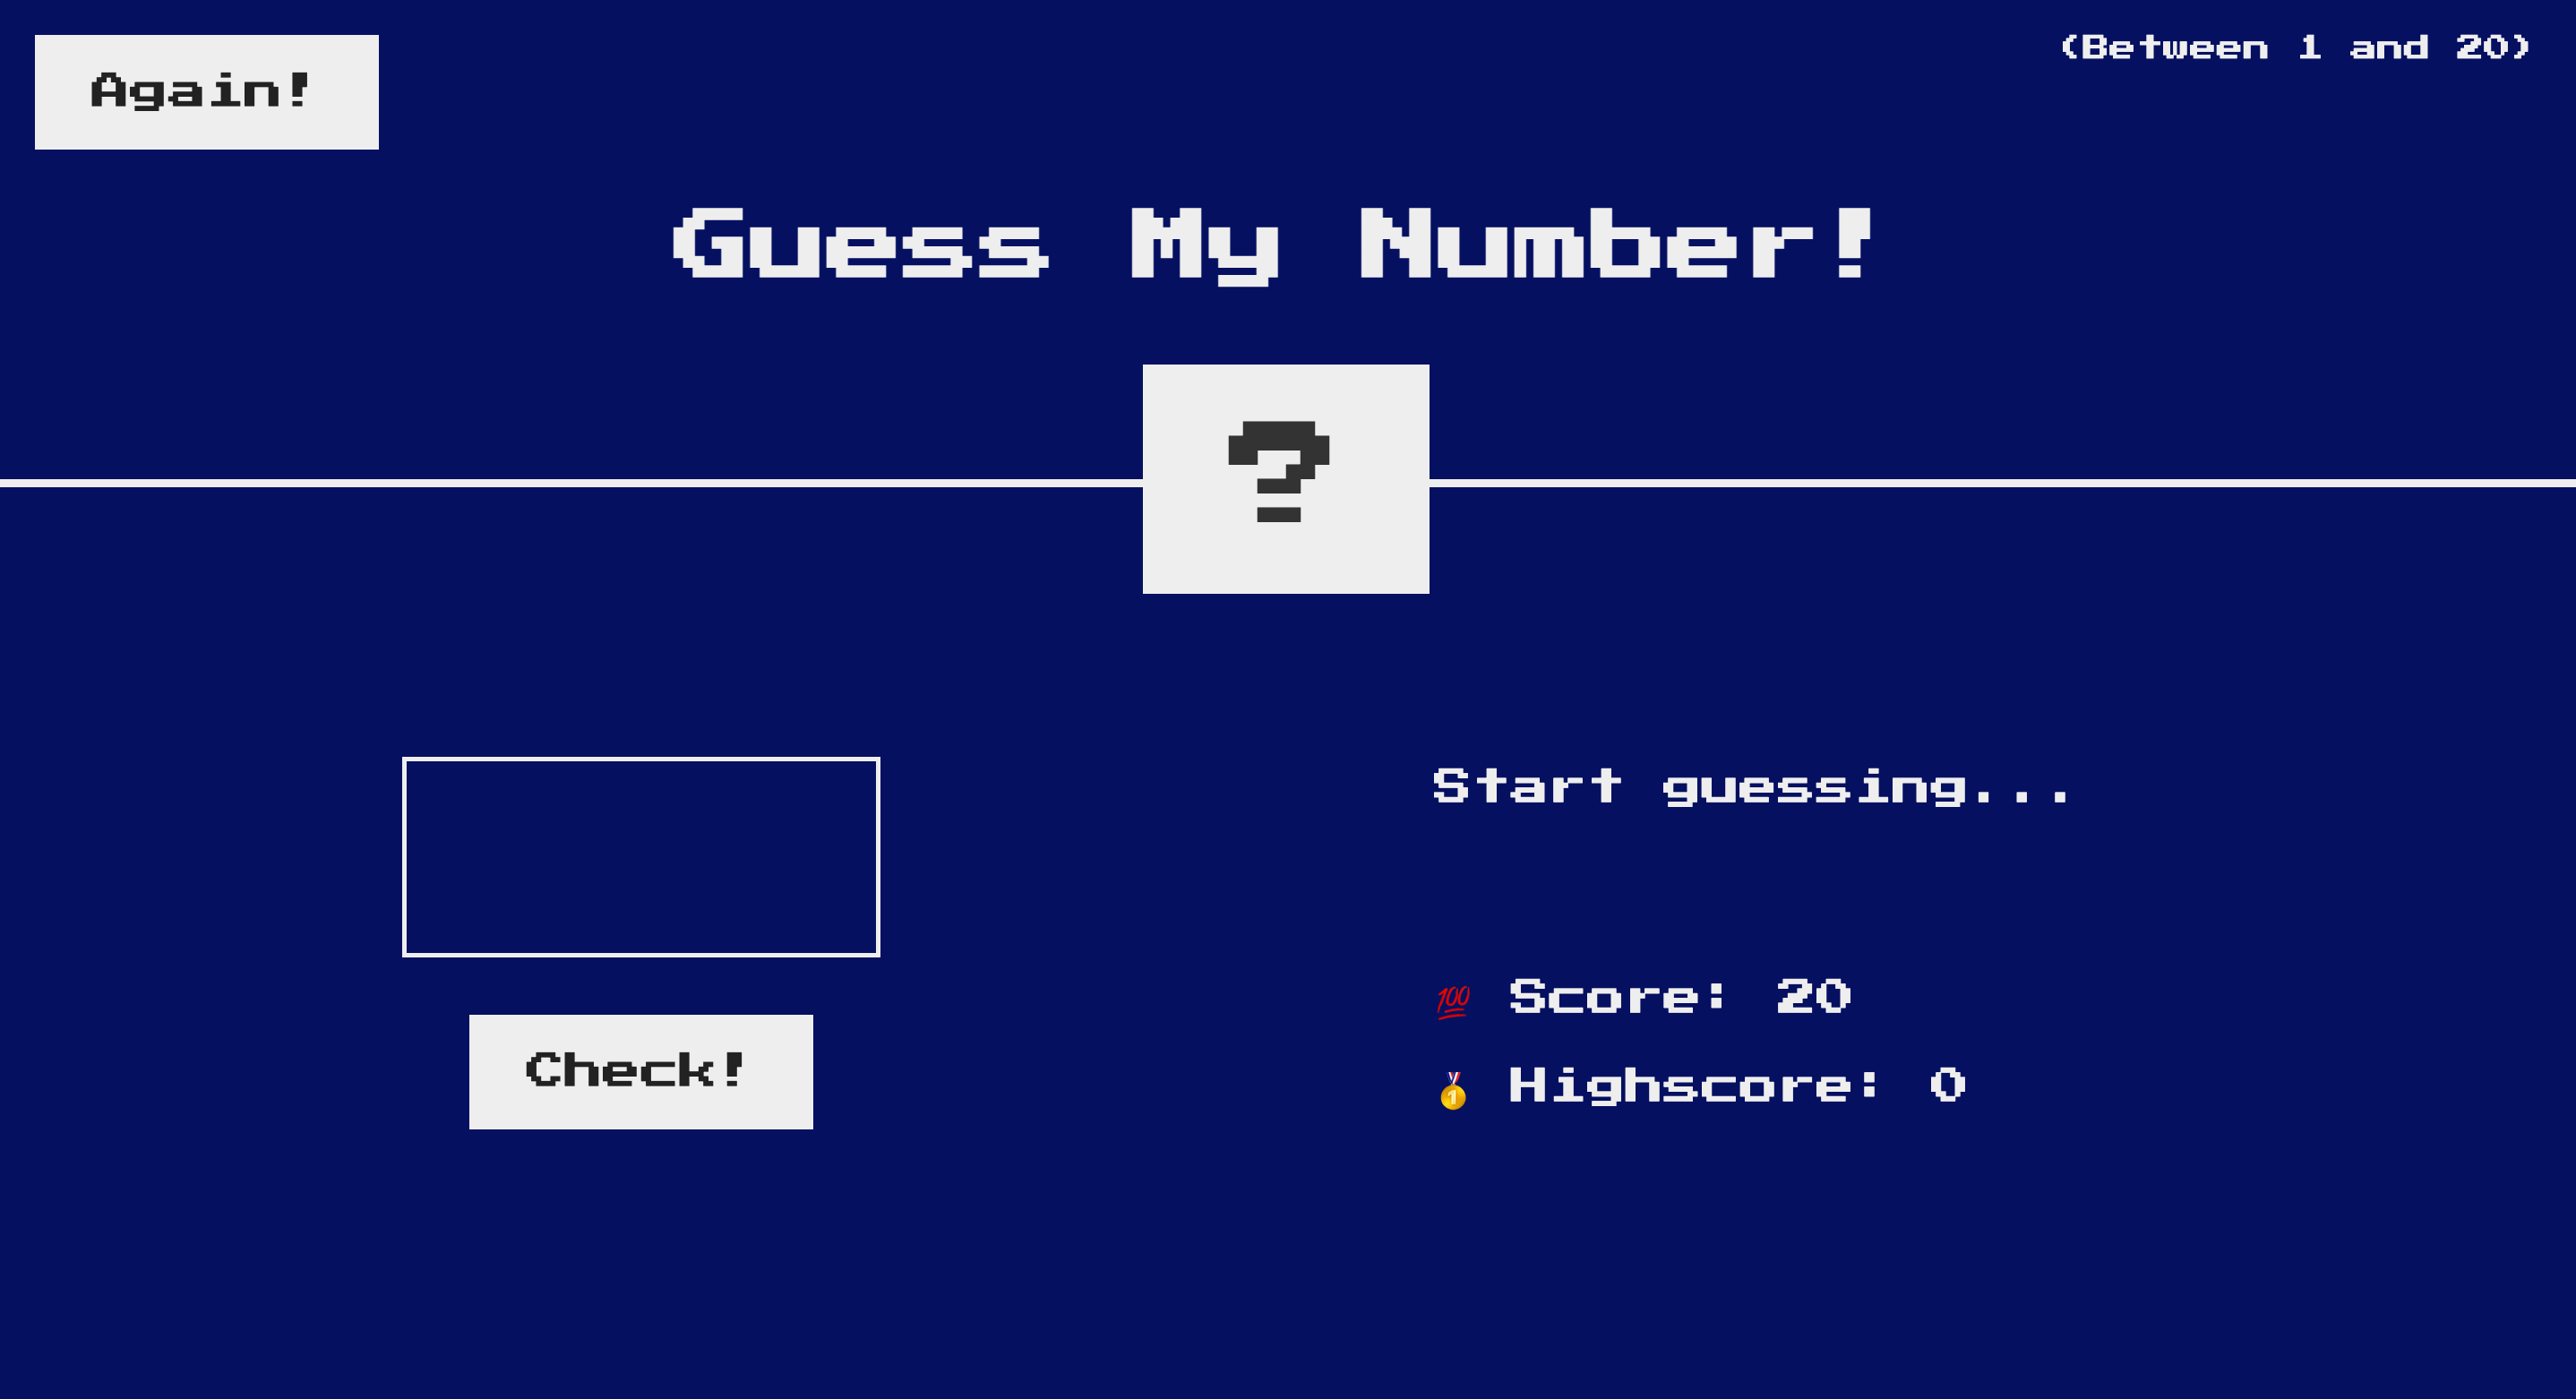 Again!
(Between 1 and 20)
Guess My Number!
?
Start guessing...
💯 Score: 20
🥇 Highscore: 0
Check!